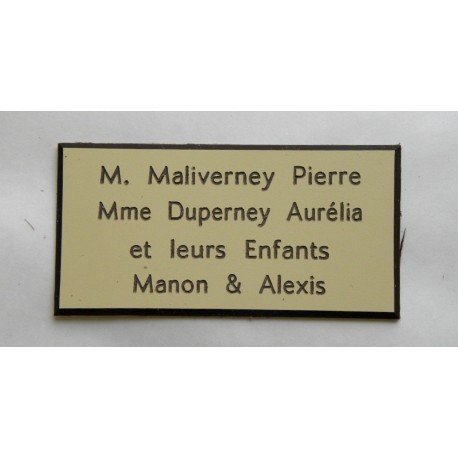 M. Maliverney Pierre
Mme Duperney Aurélia
et leurs Enfants
Manon & Alexis